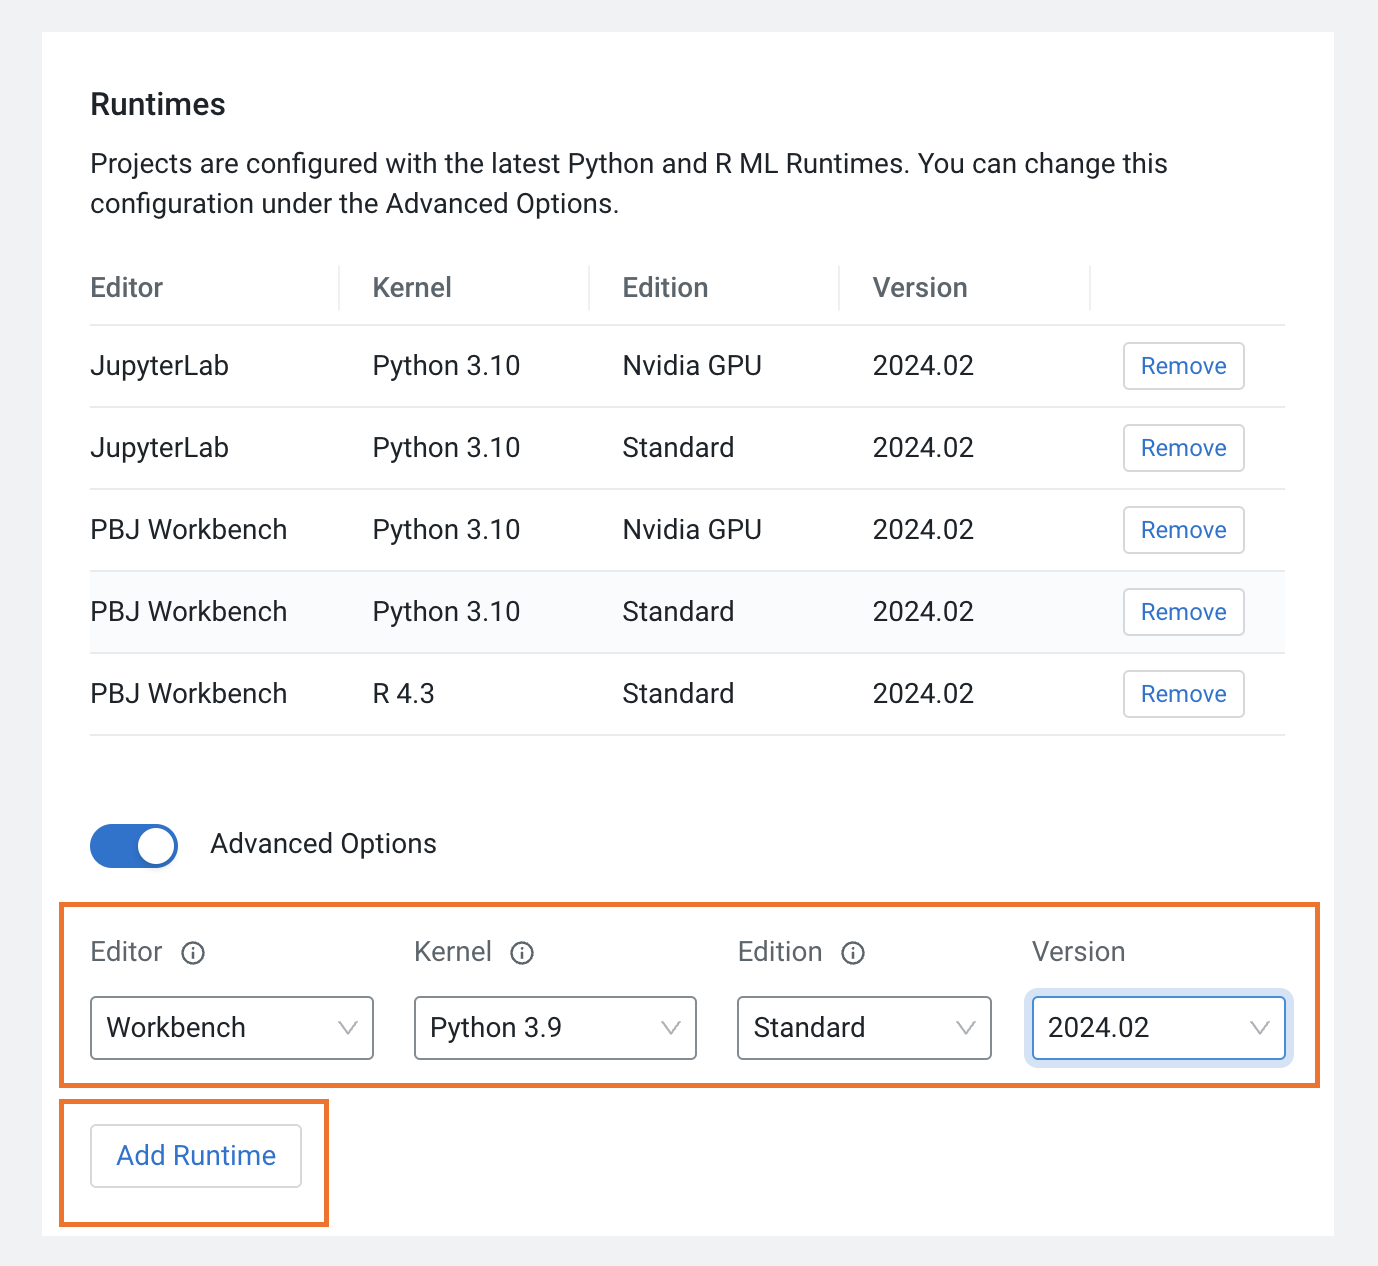 Runtimes
Projects are configured with the latest Python and R ML Runtimes. You can change this
configuration under the Advanced Options.
Editor Kernel Edition Version
JupyterLab Python 3.10 Nvidia GPU 2024.02 Remove
JupyterLab Python 3.10 Standard 2024.02 Remove
PBJ Workbench Python 3.10 Nvidia GPU 2024.02 Remove
PBJ Workbench Python 3.10 Standard 2024.02 Remove
PBJ Workbench R 4.3 Standard 2024.02 Remove
Advanced Options
Editor Kernel Edition Version
Workbench Python 3.9 Standard 2024.02
Add Runtime